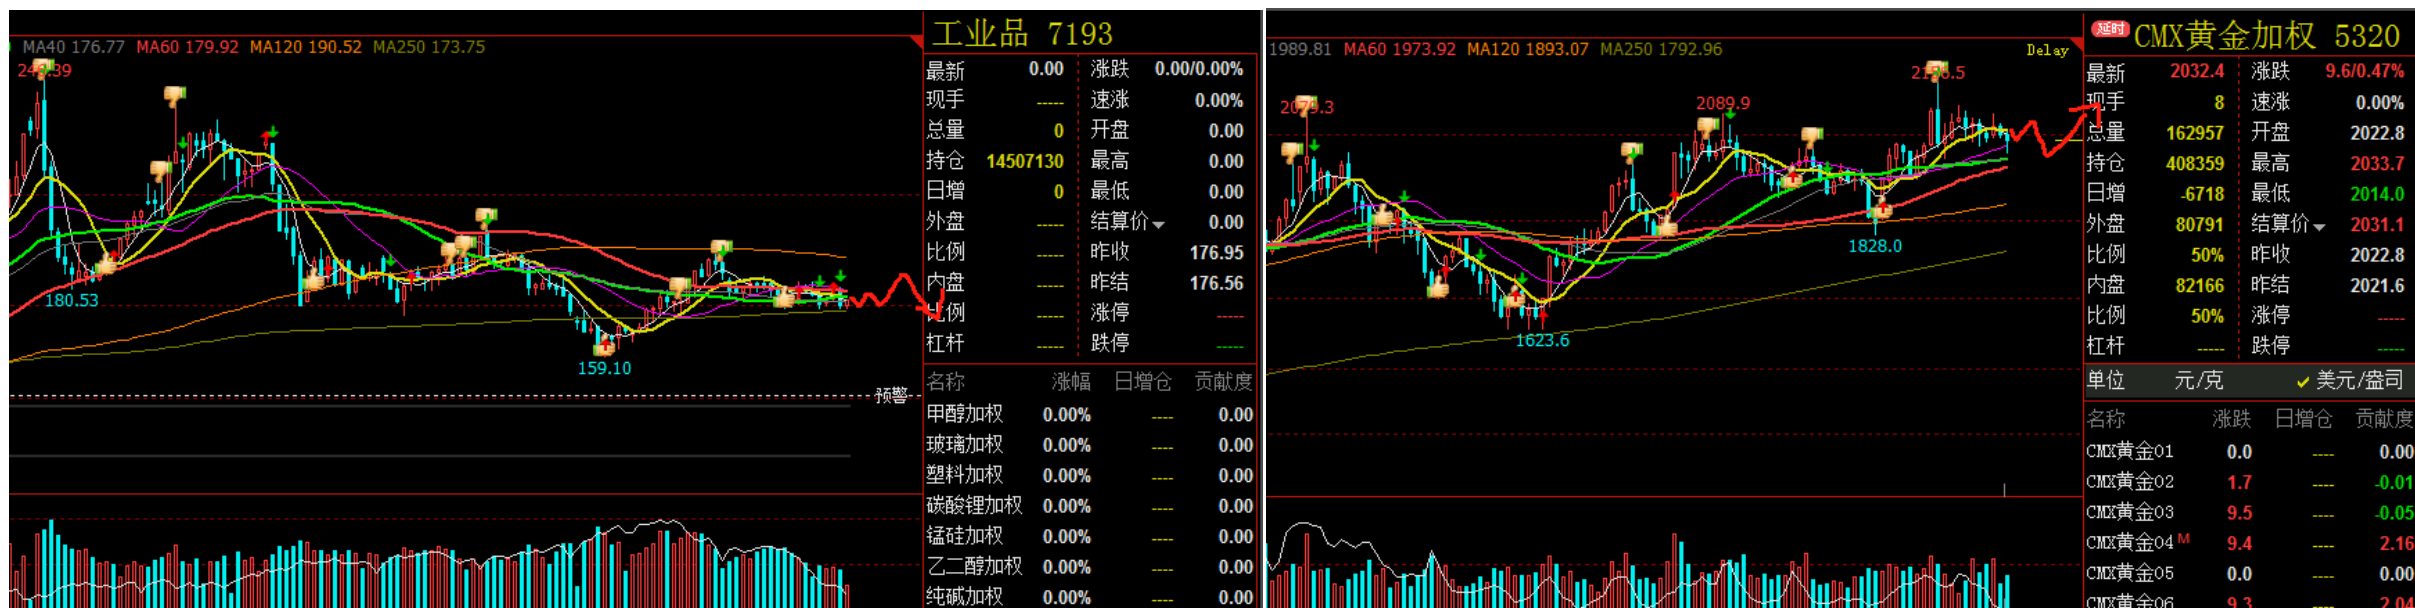 MA40 176.77 MA60 179.92 MA120 190.52 MA250 173.75
180.53
159.10
预警
工业品 7193
最新 0.00 涨跌 0.00/0.00%
现手 ---- 速涨 0.00%
总量 0 开盘 0.00
持仓 14507130 最高 0.00
日增 0 最低 0.00
外盘 ---- 结算价 0.00
比例 ---- 昨收 176.95
内盘 ---- 昨结 176.56
比例 ---- 涨停 ----
杠杆 ---- 跌停 ----
名称 涨幅 日增仓 贡献度
甲醇加权 0.00% ---- 0.00
玻璃加权 0.00% ---- 0.00
塑料加权 0.00% ---- 0.00
碳酸锂加权 0.00% ---- 0.00
锰硅加权 0.00% ---- 0.00
乙二醇加权 0.00% ---- 0.00
纯碱加权 0.00% ---- 0.00
1989.81 MA60 1973.92 MA120 1893.07 MA250 1792.96
Delay
2089.9
1828.0
1623.6
延时 CMX黄金加权 5320
最新 2032.4 涨跌 9.6/0.47%
现手 8 速涨 0.00%
总量 162957 开盘 2022.8
持仓 408359 最高 2033.7
日增 -6718 最低 2014.0
外盘 80791 结算价 2031.1
比例 50% 昨收 2022.8
内盘 82166 昨结 2021.6
比例 50% 涨停 ----
杠杆 ---- 跌停 ----
单位 元/克 美元/盎司
名称 涨跌 日增仓 贡献度
CMX黄金01 0.0 ---- 0.00
CMX黄金02 1.7 ---- -0.01
CMX黄金03 9.5 ---- -0.05
CMX黄金04 M 9.4 ---- 2.16
CMX黄金05 0.0 ---- 0.00
CMX黄金06 9.3 ---- 2.04